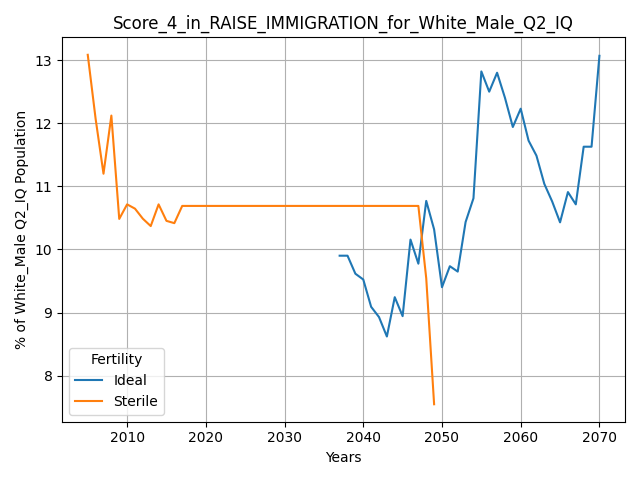 Score_4_in_RAISE_IMMIGRATION_for_White_Male_Q2_IQ
% of White_Male Q2_IQ Population
13
12
11
10
9
8
Fertility
Ideal
Sterile
2010 2020 2030 2040 2050 2060 2070
Years